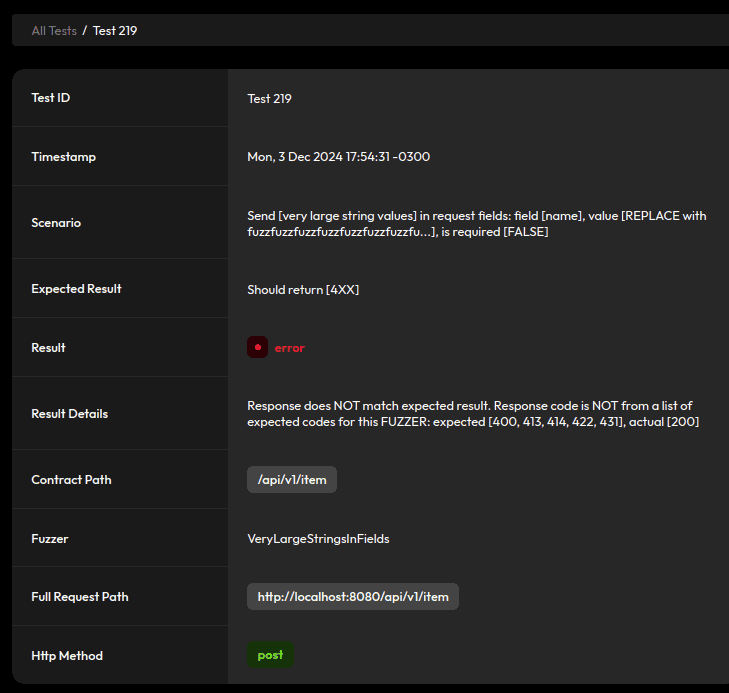 All Tests / Test 219
Test ID
Test 219
Timestamp
Mon, 3 Dec 2024 17:54:31 -0300
Scenario
Send [very large string values] in request fields: field [name], value [REPLACE with
fuzzfuzzfuzzfuzzfuzzfuzzfuzzfu...], is required [FALSE]
Expected Result
Should return [4XX]
Result
error
Result Details
Response does NOT match expected result. Response code is NOT from a list of
expected codes for this FUZZER: expected [400, 413, 414, 422, 431], actual [200]
Contract Path
/api/v1/item
Fuzzer
VeryLargeStringsInFields
Full Request Path
http://localhost:8080/api/v1/item
Http Method
post